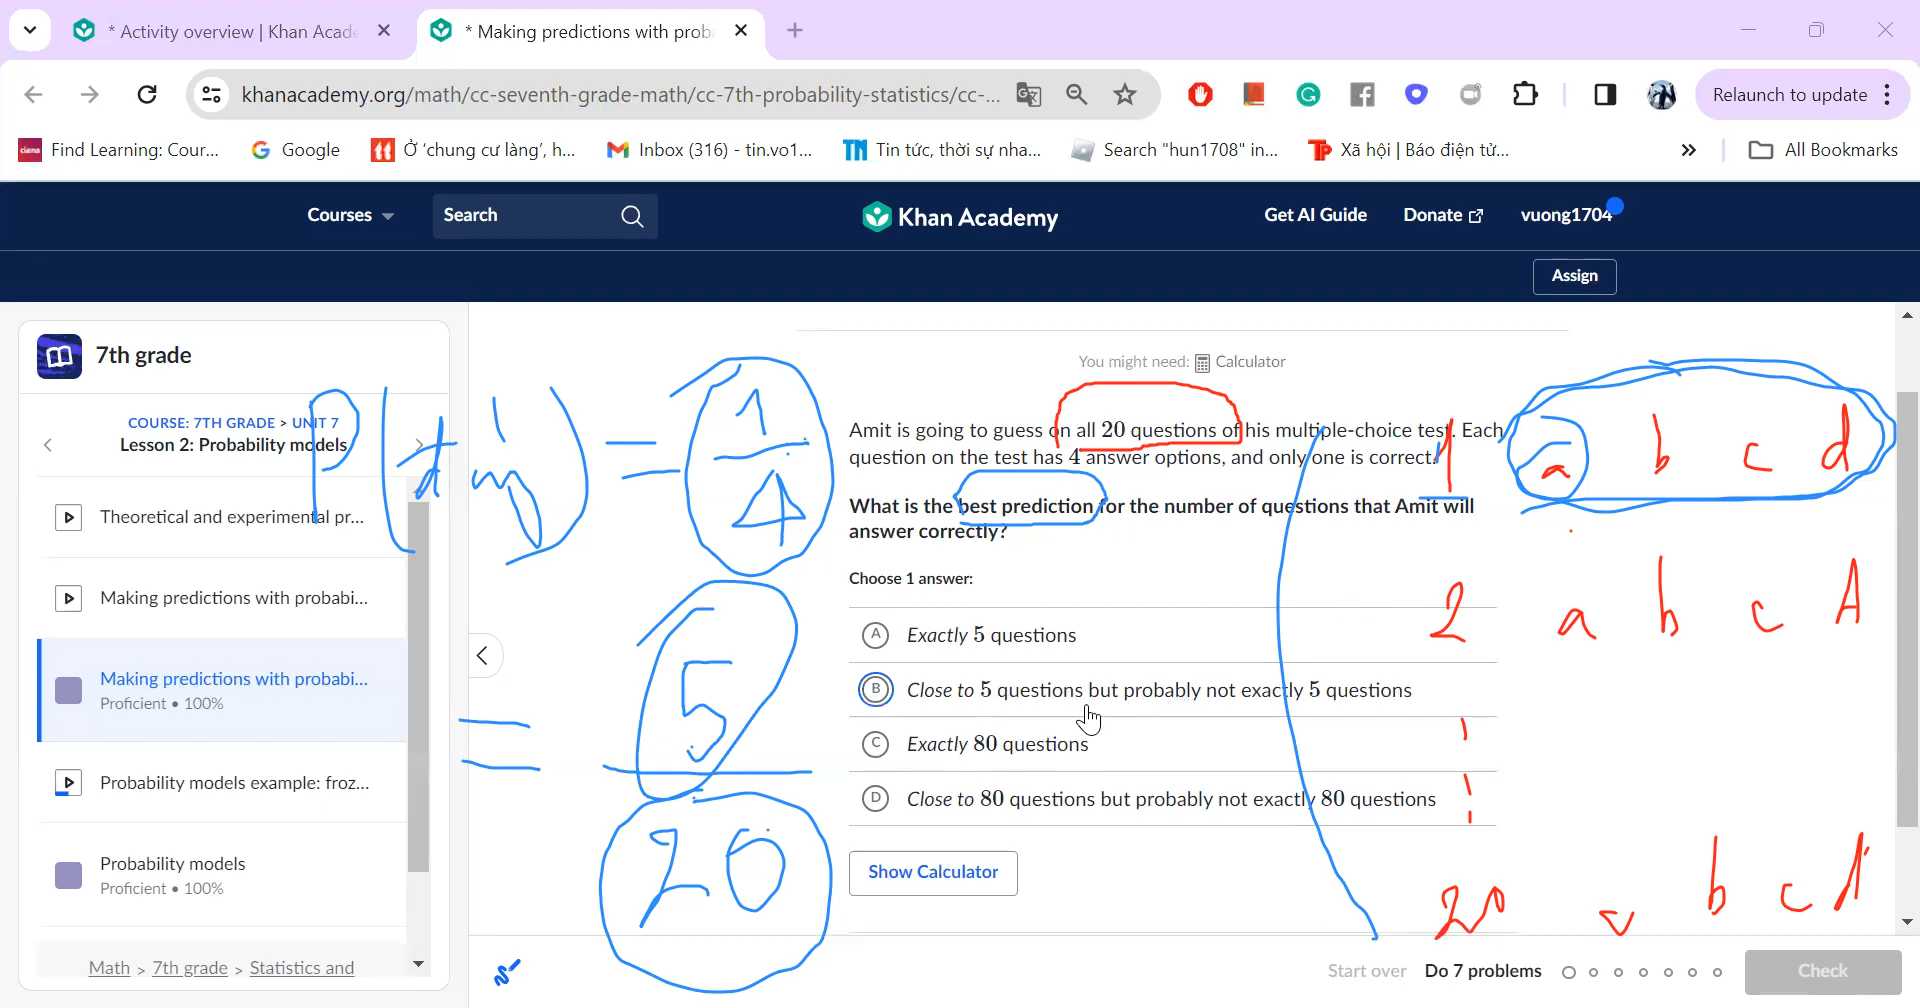 * Activity overview | Khan Acade
* Making predictions with proba
khanacademy.org/math/cc-seventh-grade-math/cc-7th-probability-statistics/cc-...
Relaunch to update
Find Learning: Cour...
Google
Ở 'chung cư làng', h...
Inbox (316) - tin.vo1...
TN Tin tức, thời sự nha...
Search "hun1708" in...
Xã hội | Báo điện tử...
All Bookmarks
Courses
Search
Khan Academy
Get AI Guide
Donate
vuong1704
Assign
7th grade
COURSE: 7TH GRADE > UNIT 7
Lesson 2: Probability models
Theoretical and experimental pr...
Making predictions with probabi...
Making predictions with probabi...
Proficient • 100%
Probability models example: froz...
Probability models
Proficient • 100%
Math > 7th grade > Statistics and
You might need: Calculator
Amit is going to guess on all 20 questions of his multiple-choice test. Each
question on the test has 4 answer options, and only one is correct.
What is the best prediction for the number of questions that Amit will
answer correctly?
Choose 1 answer:
A Exactly 5 questions
B Close to 5 questions but probably not exactly 5 questions
C Exactly 80 questions
D Close to 80 questions but probably not exactly 80 questions
Show Calculator
Start over
Do 7 problems
Check
= 1
4
= 5
20
1 a b c d
2 a b c d
20 b c d